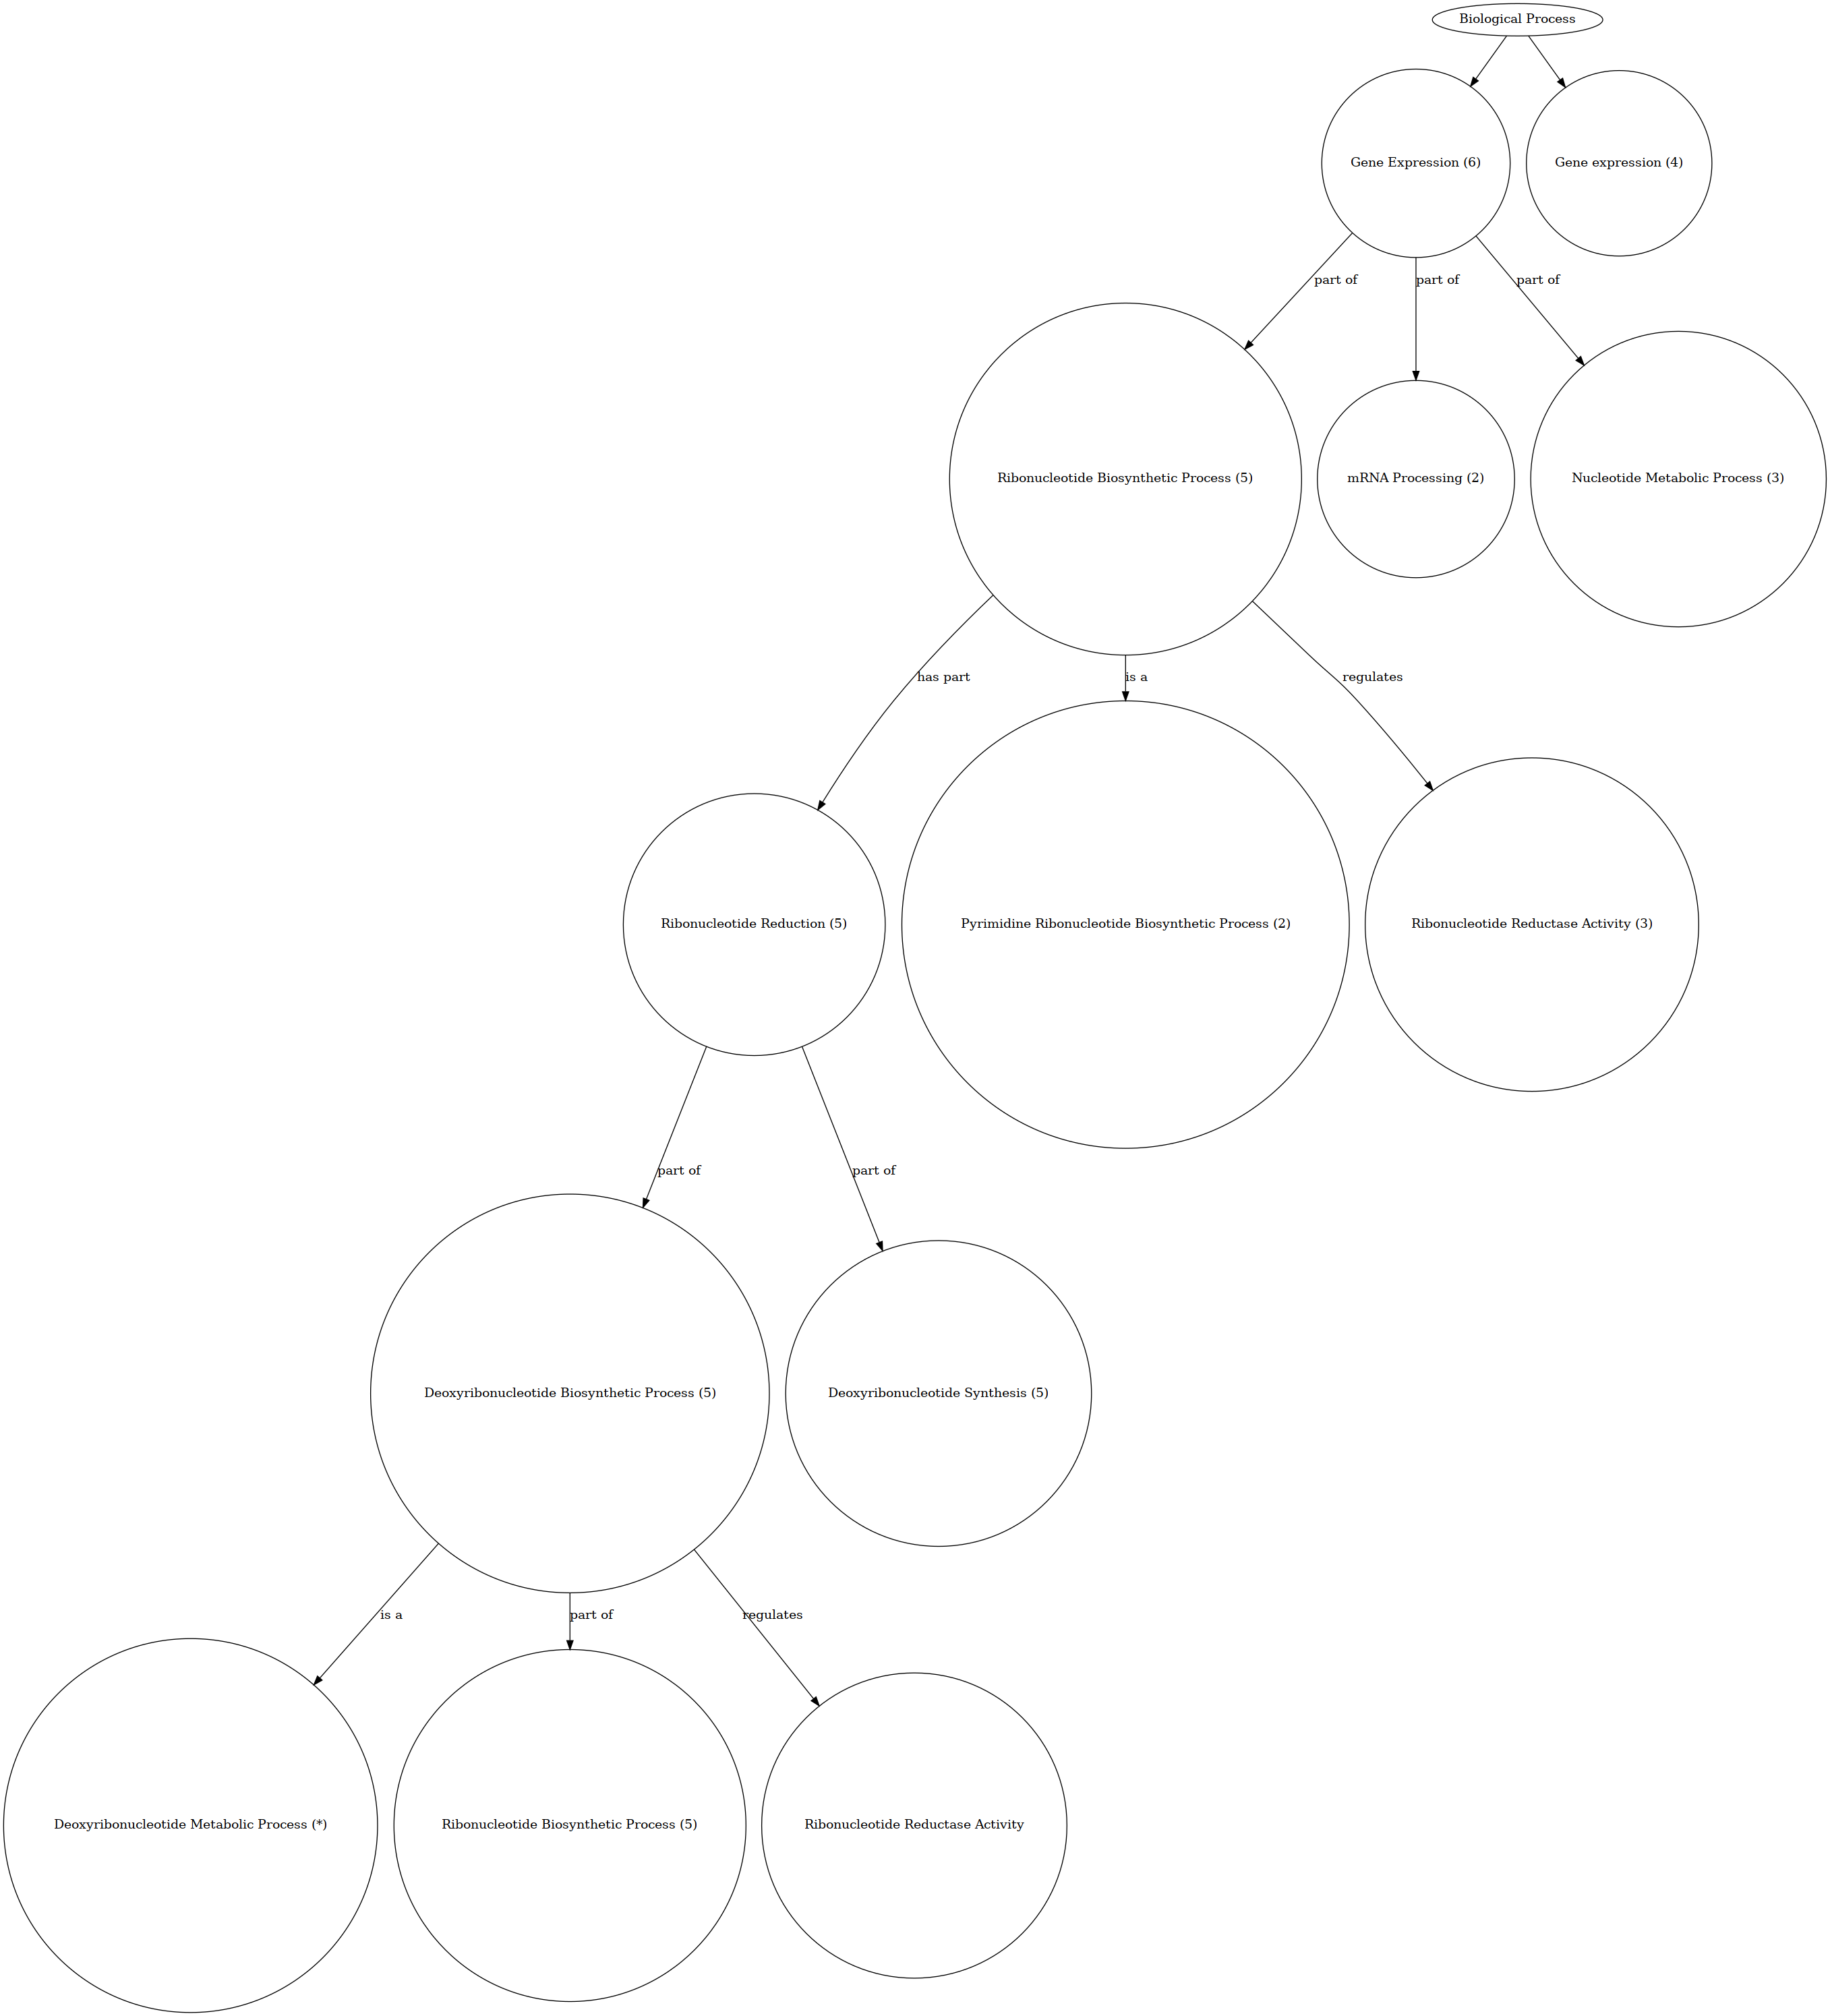 Biological Process
Gene Expression (6)
Gene expression (4)
part of
part of
part of
Ribonucleotide Biosynthetic Process (5)
mRNA Processing (2)
Nucleotide Metabolic Process (3)
has part
is a
regulates
Ribonucleotide Reduction (5)
Pyrimidine Ribonucleotide Biosynthetic Process (2)
Ribonucleotide Reductase Activity (3)
part of
part of
Deoxyribonucleotide Biosynthetic Process (5)
Deoxyribonucleotide Synthesis (5)
is a
part of
regulates
Deoxyribonucleotide Metabolic Process (*)
Ribonucleotide Biosynthetic Process (5)
Ribonucleotide Reductase Activity